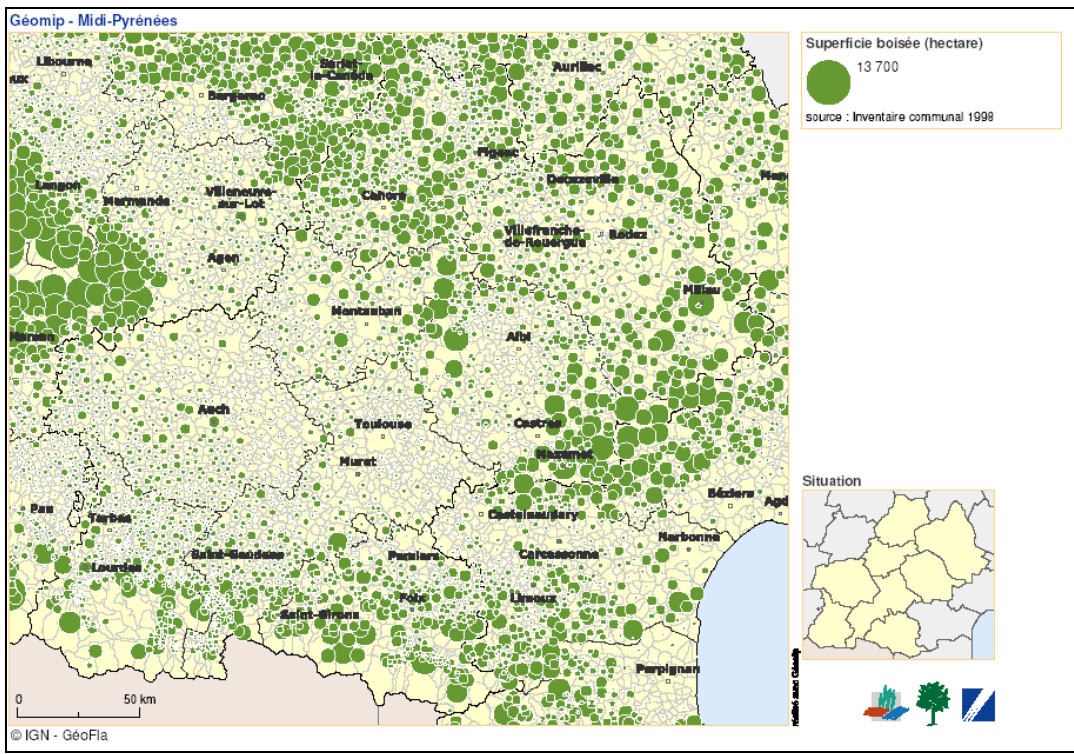 Géomip - Midi-Pyrénées
Superficie boisée (hectare)
13 700
source : Inventaire communal 1998
Libourne
Sarlat-
la-Canéda
Aurillac
Bergerac
Figeac
Langon
Marmande
Villeneuve-
sur-Lot
Cahors
Decazeville
Villefranche-
de-Rouergue
Rodez
Agen
Millau
Montauban
Albi
Auch
Toulouse
Castres
Muret
Mazamet
Situation
Béziers
Pau
Tarbes
Castelnaudary
Narbonne
Saint-Gaudens
Pamiers
Carcassonne
Lourdes
Foix
Limoux
Saint-Girons
Perpignan
réalisé avec Géoclip
0 50 km
© IGN - GéoFla